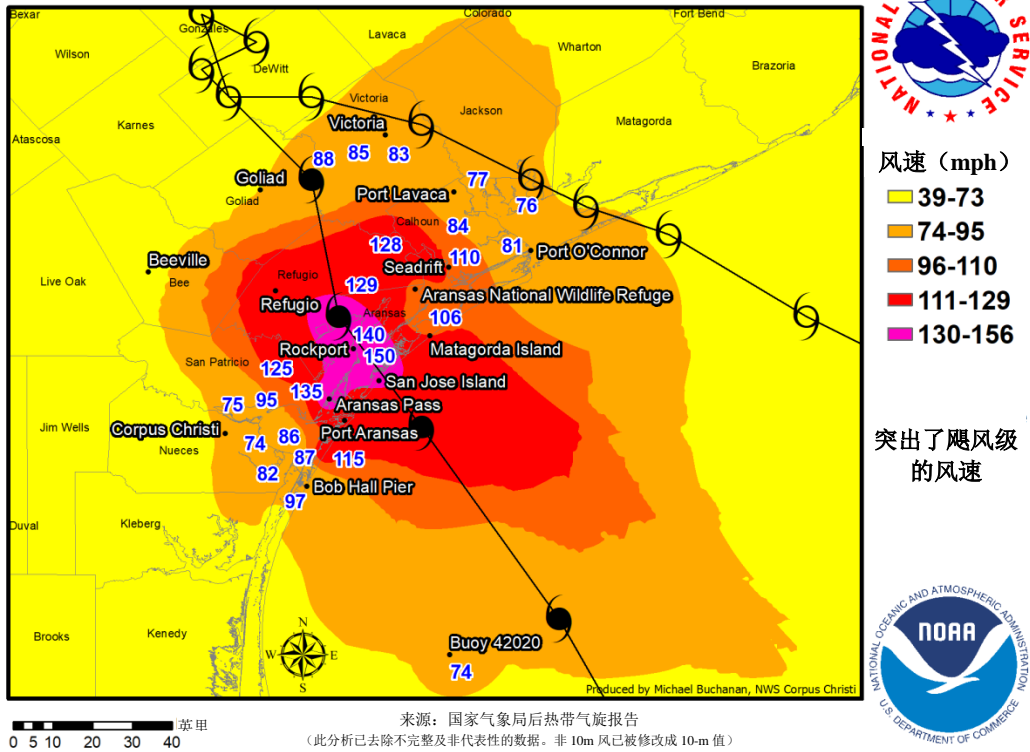 Bexar
Gonzales
Colorado
Fort Bend
Lavaca
Wharton
Wilson
DeWitt
Brazoria
Victoria
Jackson
Matagorda
Karnes
Atascosa
Victoria
88
85
83
Goliad
Goliad
Port Lavaca
77
76
Calhoun
84
128
81
Port O'Connor
Seadrift
110
Beeville
Bee
Live Oak
Refugio
129
Aransas National Wildlife Refuge
Refugio
Aransas
106
140
Rockport
150
Matagorda Island
San Patricio
125
San Jose Island
135
Aransas Pass
75
95
Jim Wells
Corpus Christi
Port Aransas
74
86
Nueces
87
115
82
Bob Hall Pier
97
Duval
Kleberg
N
W
E
S
Brooks
Kenedy
Buoy 42020
74
Produced by Michael Buchanan, NWS Corpus Christi
NATIONAL
SERVICE
风速（mph）
39-73
74-95
96-110
111-129
130-156
突出了飓风级
的风速
NATIONAL OCEANIC AND ATMOSPHERIC ADMINISTRATION
NOAA
U.S. DEPARTMENT OF COMMERCE
英里
0 5 10 20 30 40
来源：国家气象局后热带气旋报告
（此分析已去除不完整及非代表性的数据。非 10m 风已被修改成 10-m 值）